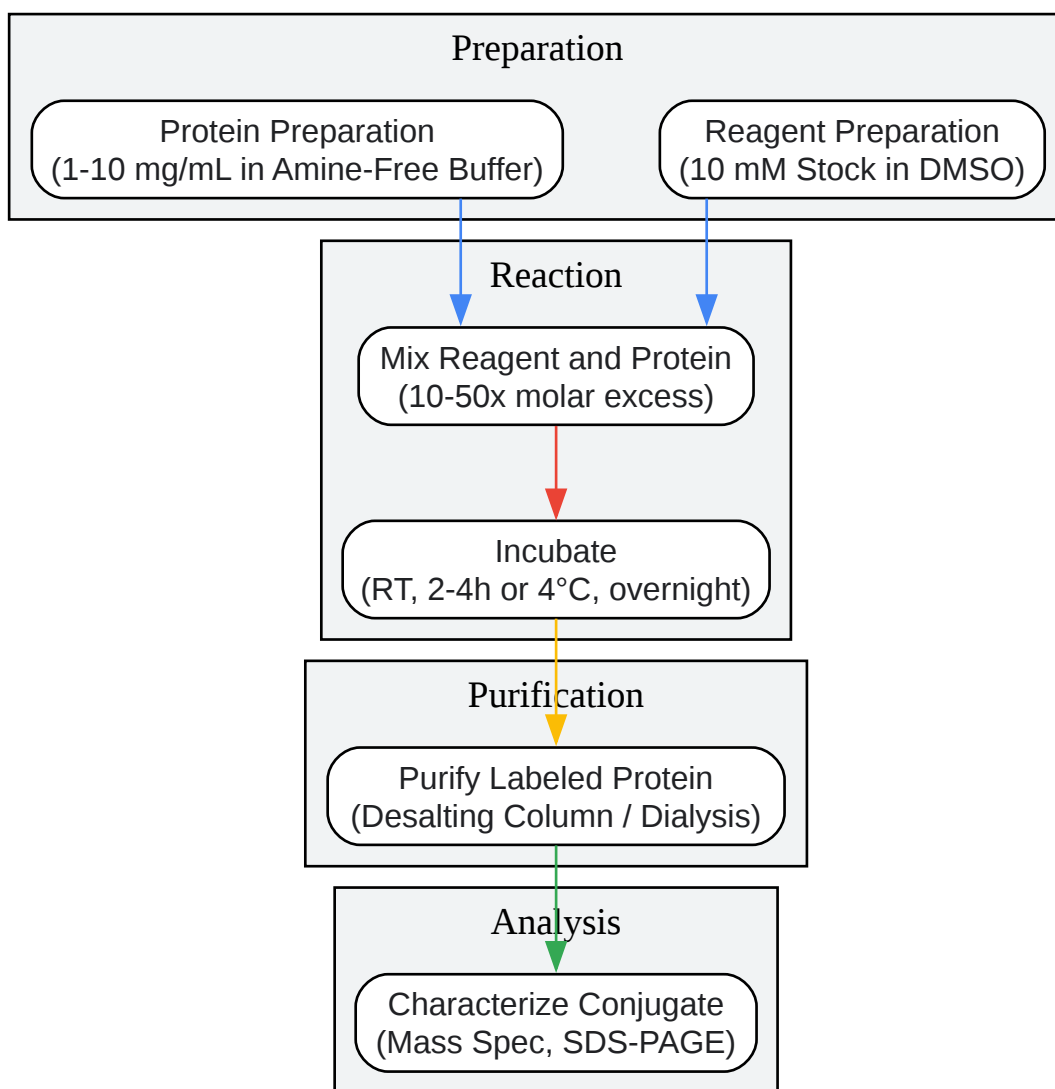 Preparation
Protein Preparation
(1-10 mg/mL in Amine-Free Buffer)
Reagent Preparation
(10 mM Stock in DMSO)
Reaction
Mix Reagent and Protein
(10-50x molar excess)
Incubate
(RT, 2-4h or 4°C, overnight)
Purification
Purify Labeled Protein
(Desalting Column / Dialysis)
Analysis
Characterize Conjugate
(Mass Spec, SDS-PAGE)